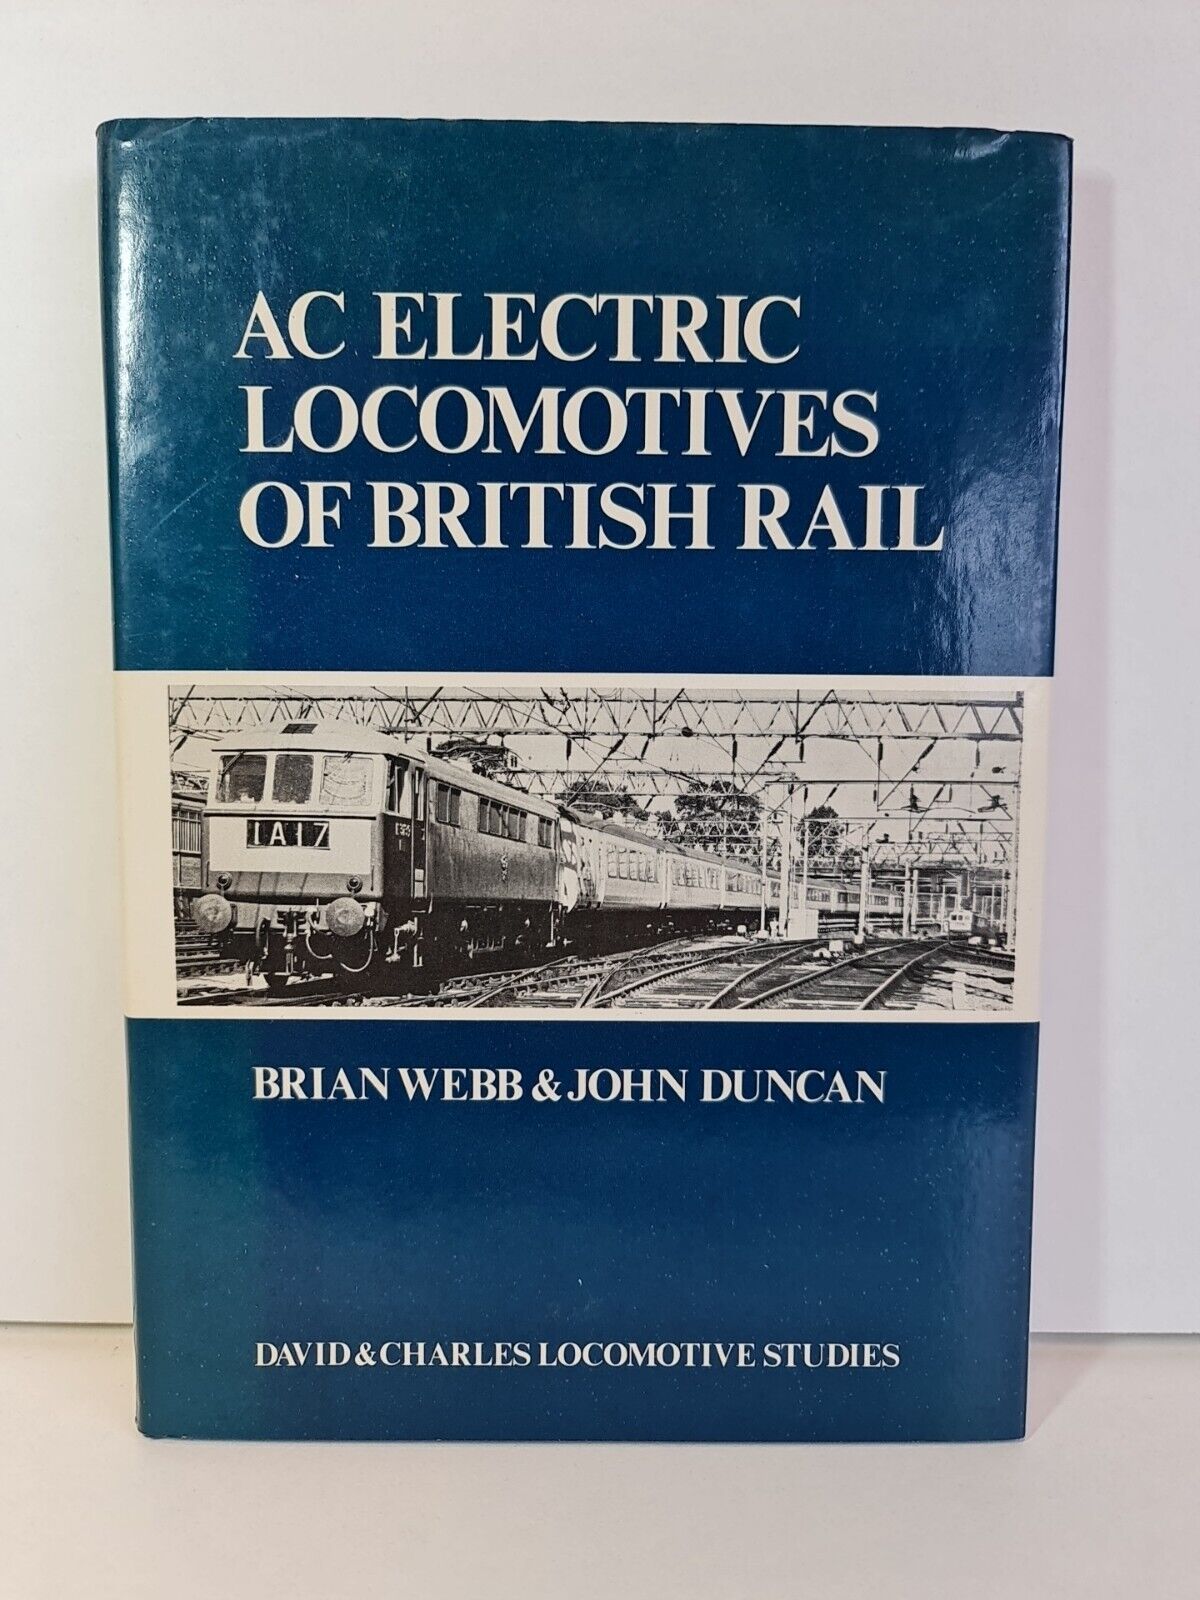 AC ELECTRIC
LOCOMOTIVES
OF BRITISH RAIL
1A17
BRIAN WEBB & JOHN DUNCAN
DAVID & CHARLES LOCOMOTIVE STUDIES